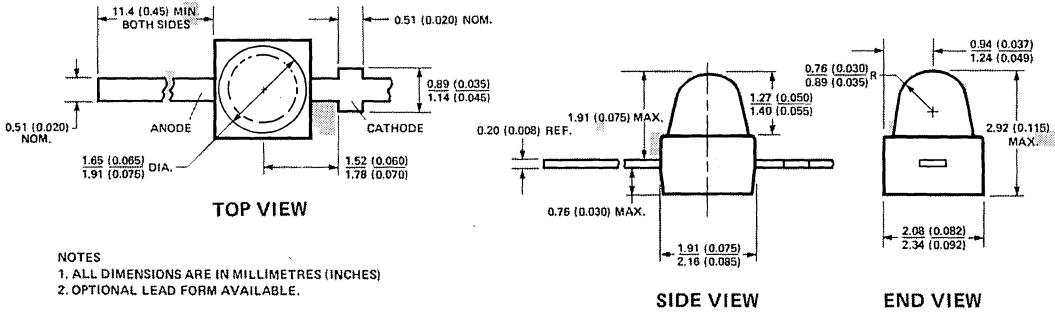 11.4 (0.45) MIN
BOTH SIDES
0.51 (0.020) NOM.
0.89 (0.035)
1.14 (0.045)
0.51 (0.020)
NOM.
ANODE
CATHODE
1.65 (0.065)
1.91 (0.075) DIA.
1.52 (0.060)
1.78 (0.070)
TOP VIEW
NOTES
1. ALL DIMENSIONS ARE IN MILLIMETRES (INCHES)
2. OPTIONAL LEAD FORM AVAILABLE.
1.27 (0.050)
1.40 (0.055)
1.91 (0.075) MAX.
0.20 (0.008) REF.
0.76 (0.030) MAX.
1.91 (0.075)
2.16 (0.085)
SIDE VIEW
0.94 (0.037)
1.24 (0.049)
0.76 (0.030)
0.89 (0.035) R
2.92 (0.115)
MAX.
2.08 (0.082)
2.34 (0.092)
END VIEW